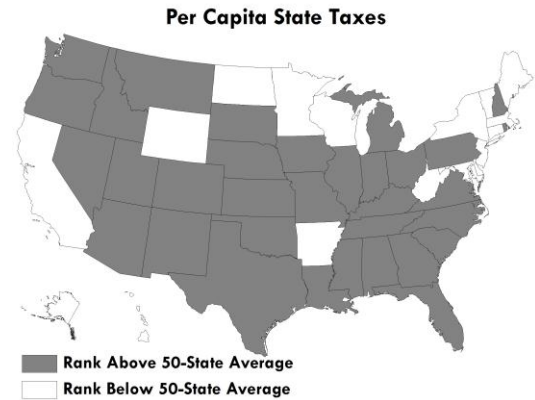 Per Capita State Taxes
Rank Above 50-State Average
Rank Below 50-State Average